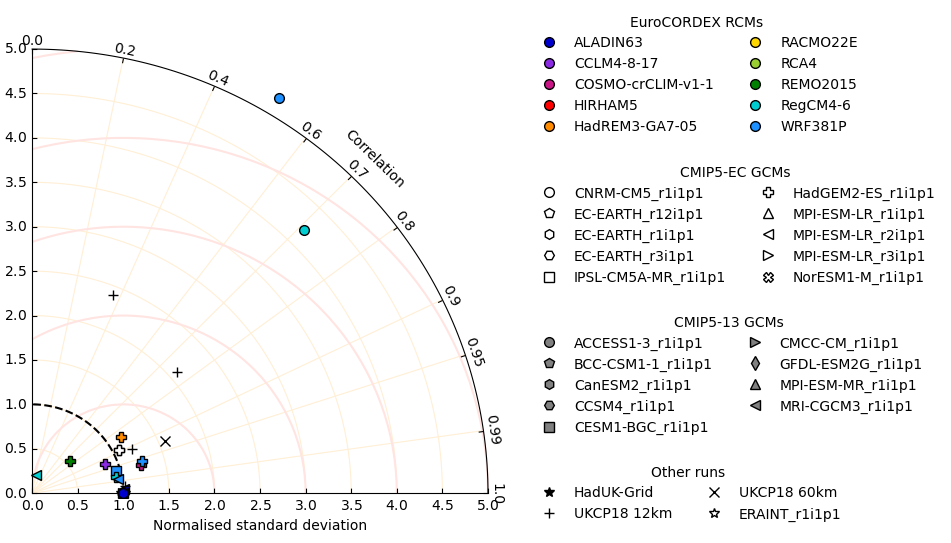 EuroCORDEX RCMs
ALADIN63
RACMO22E
CCLM4-8-17
RCA4
COSMO-crCLIM-v1-1
REMO2015
HIRHAM5
RegCM4-6
HadREM3-GA7-05
WRF381P
CMIP5-EC GCMs
CNRM-CM5_r1i1p1
HadGEM2-ES_r1i1p1
EC-EARTH_r12i1p1
MPI-ESM-LR_r1i1p1
EC-EARTH_r1i1p1
MPI-ESM-LR_r2i1p1
EC-EARTH_r3i1p1
MPI-ESM-LR_r3i1p1
IPSL-CM5A-MR_r1i1p1
NorESM1-M_r1i1p1
CMIP5-13 GCMs
ACCESS1-3_r1i1p1
CMCC-CM_r1i1p1
BCC-CSM1-1_r1i1p1
GFDL-ESM2G_r1i1p1
CanESM2_r1i1p1
MPI-ESM-MR_r1i1p1
CCSM4_r1i1p1
MRI-CGCM3_r1i1p1
CESM1-BGC_r1i1p1
Other runs
HadUK-Grid
UKCP18 60km
UKCP18 12km
ERAINT_r1i1p1
0.0
0.2
0.4
0.6
Correlation
0.7
0.8
0.9
0.95
0.99
1.0
5.0
4.5
4.0
3.5
3.0
2.5
2.0
1.5
1.0
0.5
0.0
0.0 0.5 1.0 1.5 2.0 2.5 3.0 3.5 4.0 4.5 5.0
Normalised standard deviation